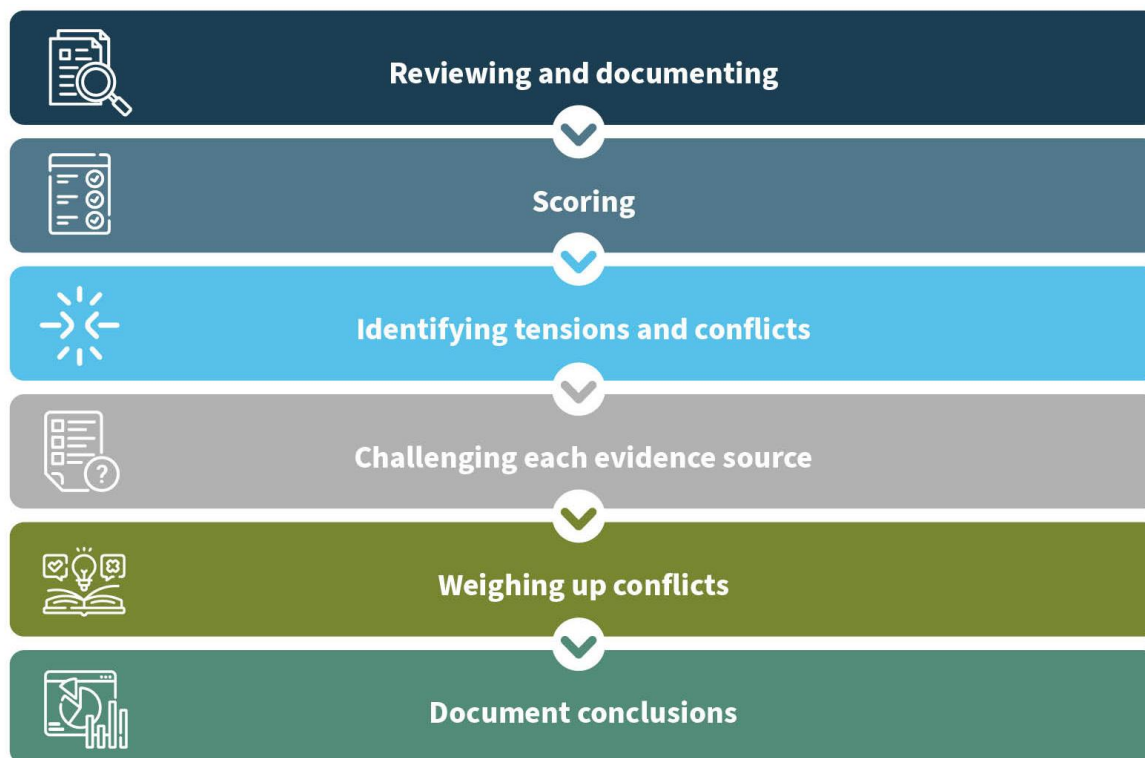 Reviewing and documenting
Scoring
Identifying tensions and conflicts
Challenging each evidence source
?
Weighing up conflicts
Document conclusions